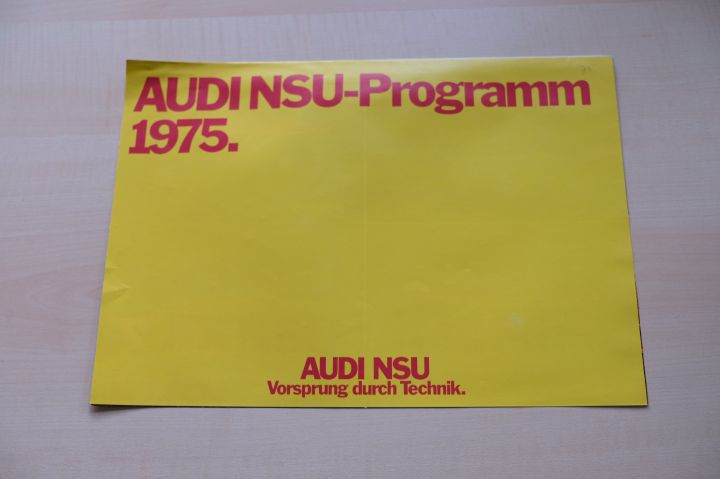 AUDI NSU-Programm
1975.
AUDI NSU
Vorsprung durch Technik.